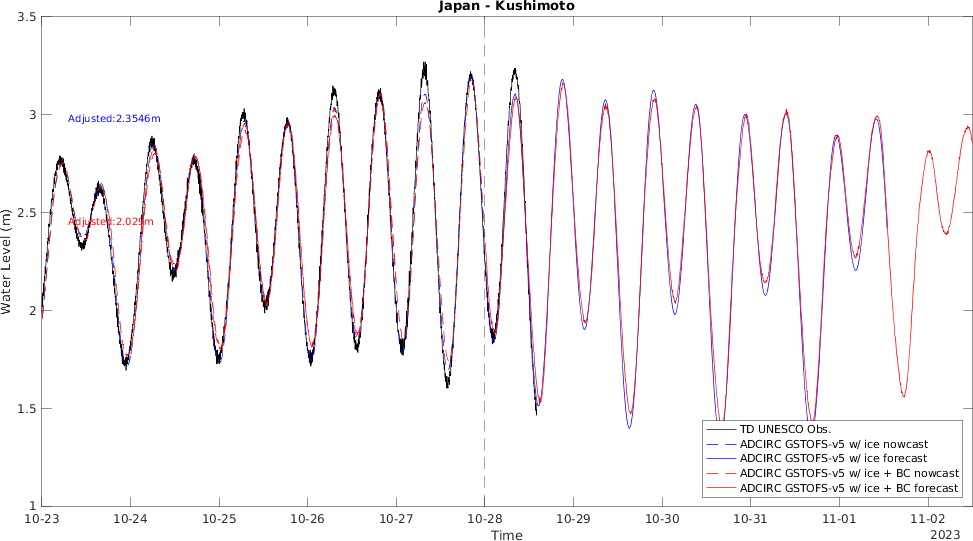 Japan - Kushimoto
3.5
3
2.5
2
1.5
1
Water Level (m)
Adjusted:2.3546m
Adjusted:2.029m
TD UNESCO Obs.
ADCIRC GSTOFS-v5 w/ ice nowcast
ADCIRC GSTOFS-v5 w/ ice forecast
ADCIRC GSTOFS-v5 w/ ice + BC nowcast
ADCIRC GSTOFS-v5 w/ ice + BC forecast
10-23 10-24 10-25 10-26 10-27 10-28 10-29 10-30 10-31 11-01 11-02
Time
2023